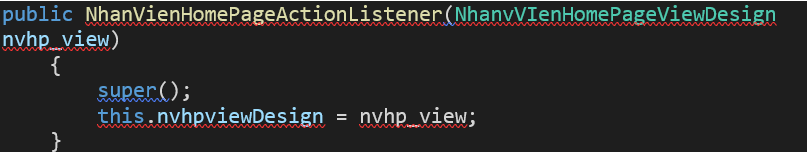 public NhanVienHomePageActionListener(NhanvVIenHomePageViewDesign
nvhp_view)
{
super();
this.nvhpviewDesign = nvhp_view;
}